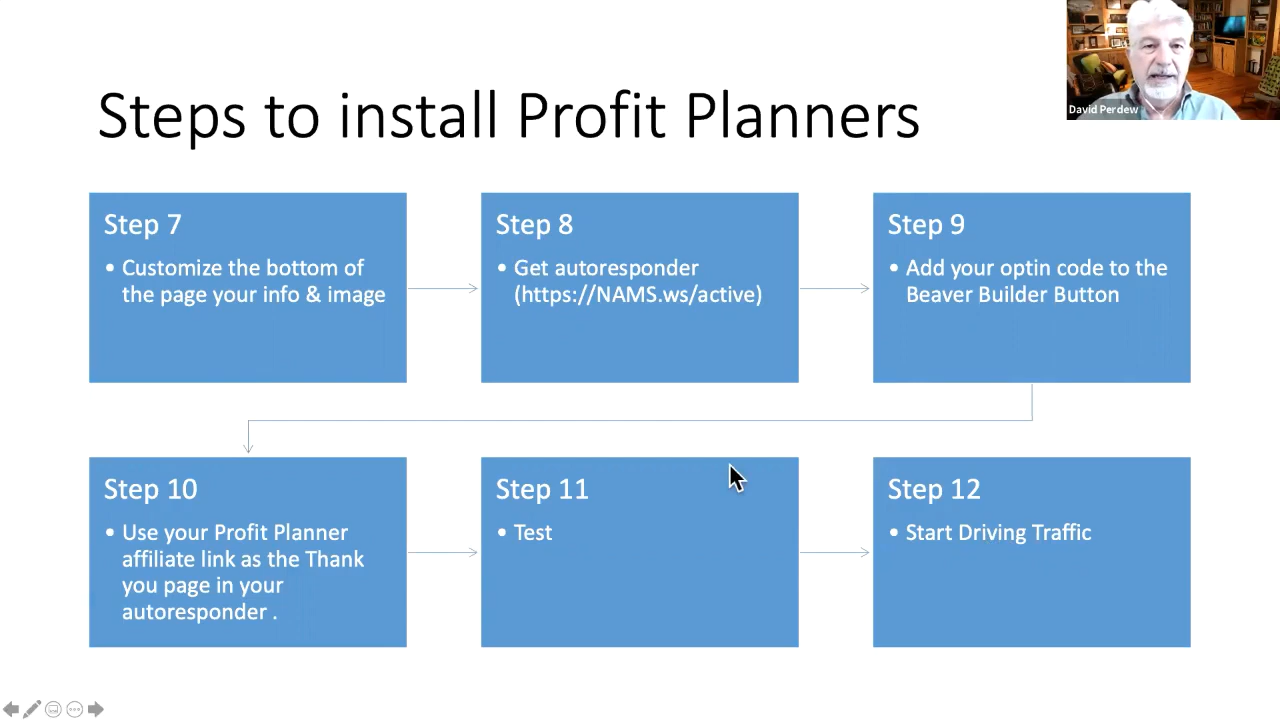 David Perdew
Steps to install Profit Planners
Step 7
• Customize the bottom of
the page your info & image
Step 8
• Get autoresponder
(https://NAMS.ws/active)
Step 9
• Add your optin code to the
Beaver Builder Button
Step 10
• Use your Profit Planner
affiliate link as the Thank
you page in your
autoresponder .
Step 11
• Test
Step 12
• Start Driving Traffic